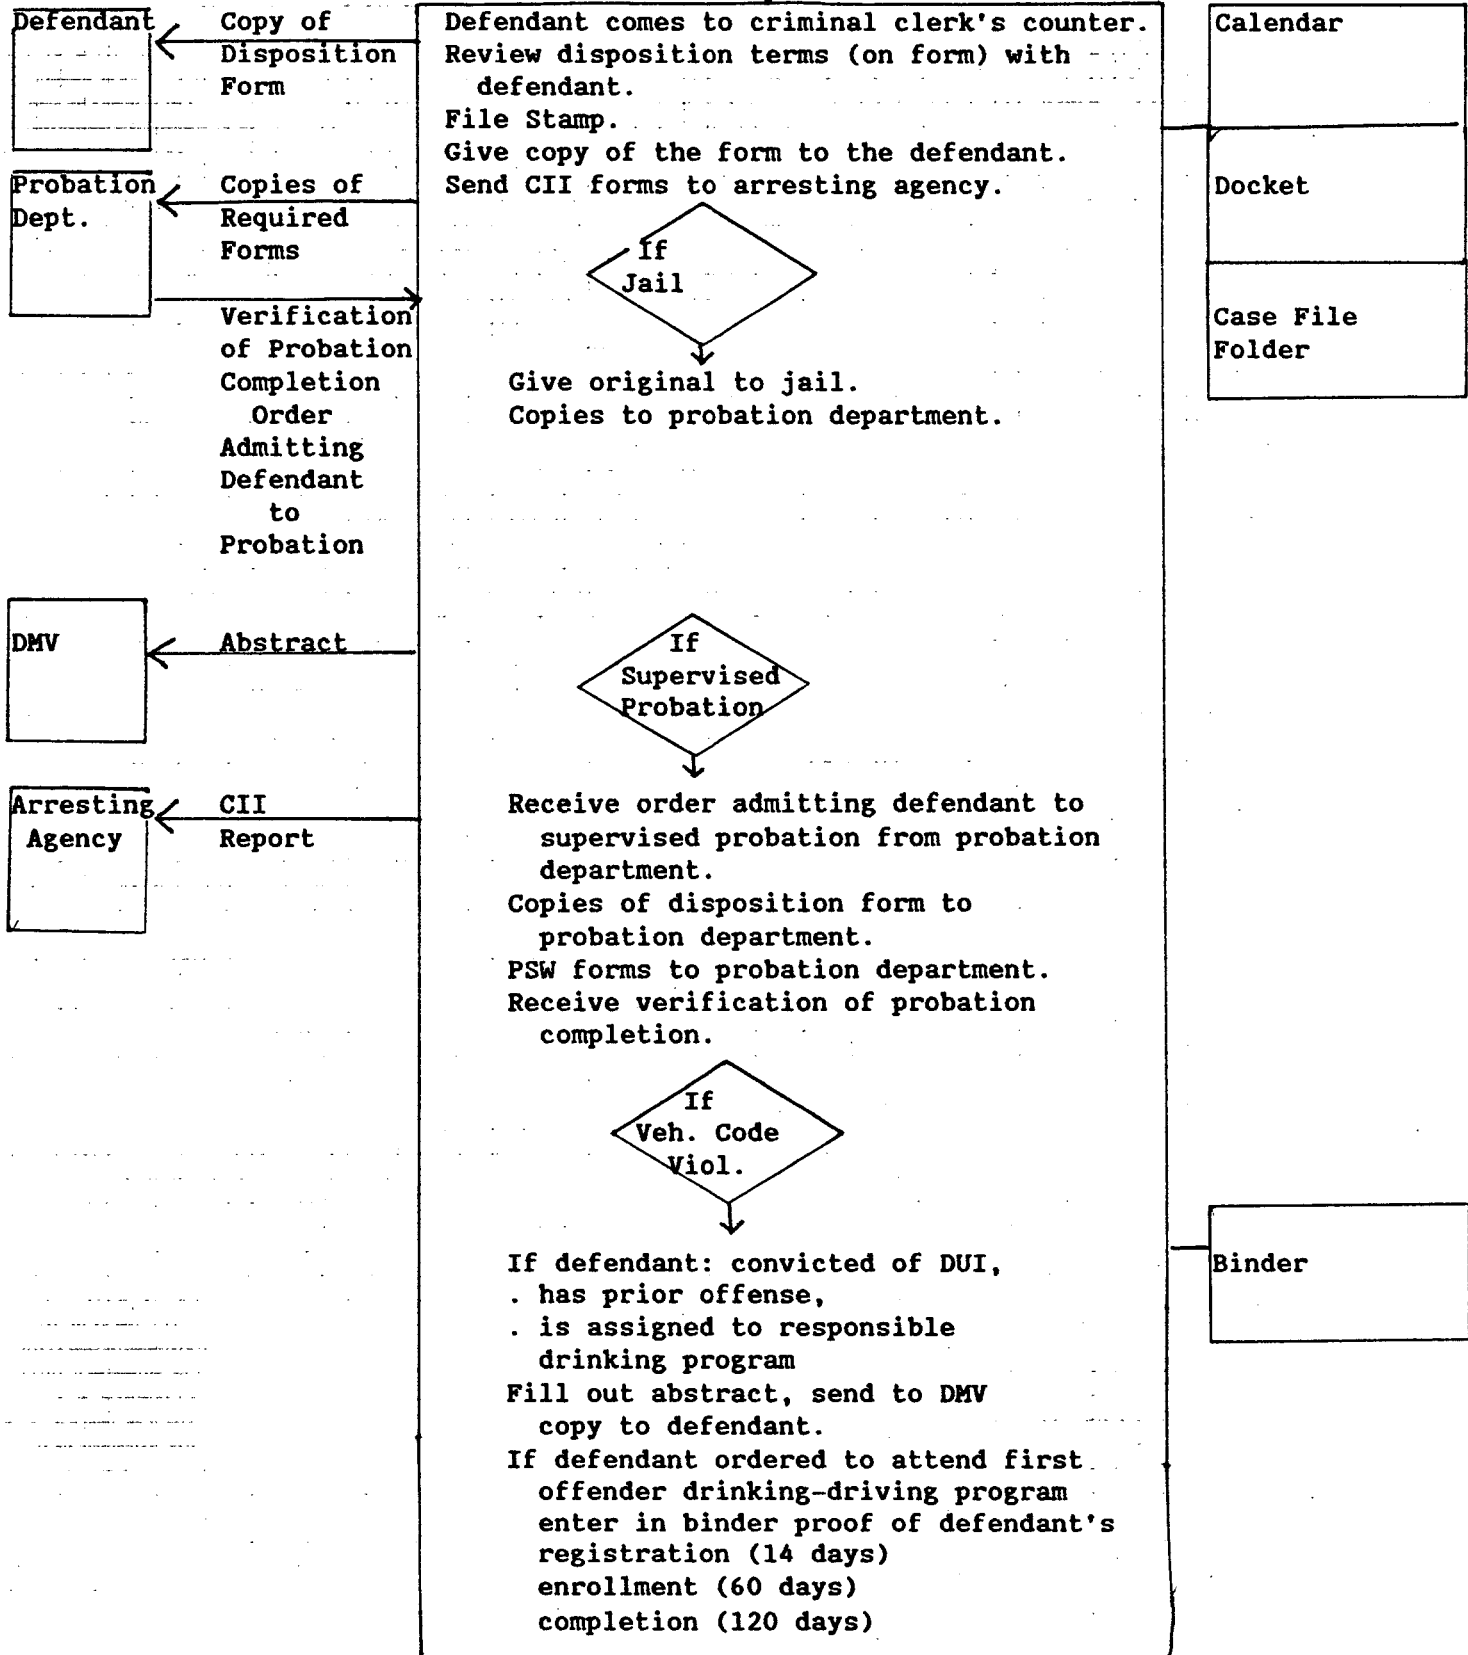 Defendant
Copy of
Disposition
Form
Probation
Dept.
Copies of
Required
Forms
Verification
of Probation
Completion
Order
Admitting
Defendant
to
Probation
DMV
Abstract
Arresting
Agency
CII
Report
Defendant comes to criminal clerk's counter.
Review disposition terms (on form) with
defendant.
File Stamp.
Give copy of the form to the defendant.
Send CII forms to arresting agency.
If
Jail
Give original to jail.
Copies to probation department.
If
Supervised
Probation
Receive order admitting defendant to
supervised probation from probation
department.
Copies of disposition form to
probation department.
PSW forms to probation department.
Receive verification of probation
completion.
If
Veh. Code
Viol.
If defendant: convicted of DUI,
. has prior offense,
. is assigned to responsible
drinking program
Fill out abstract, send to DMV
copy to defendant.
If defendant ordered to attend first
offender drinking-driving program
enter in binder proof of defendant's
registration (14 days)
enrollment (60 days)
completion (120 days)
Calendar
Docket
Case File
Folder
Binder